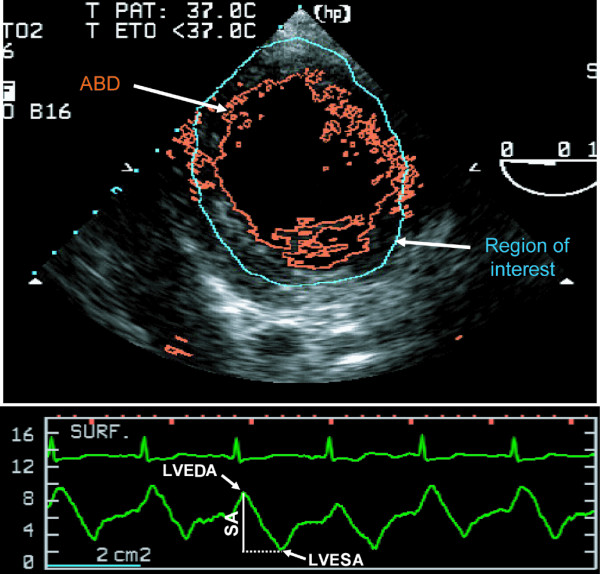 T PAT: 37.0C
(hp)
TO2
T ETO <37.0C
6
S
ABD
F
O B16
0 0 1
Region of
interest
16
SURF.
12
LVEDA
8
SA
4
LVESA
0
2 cm2